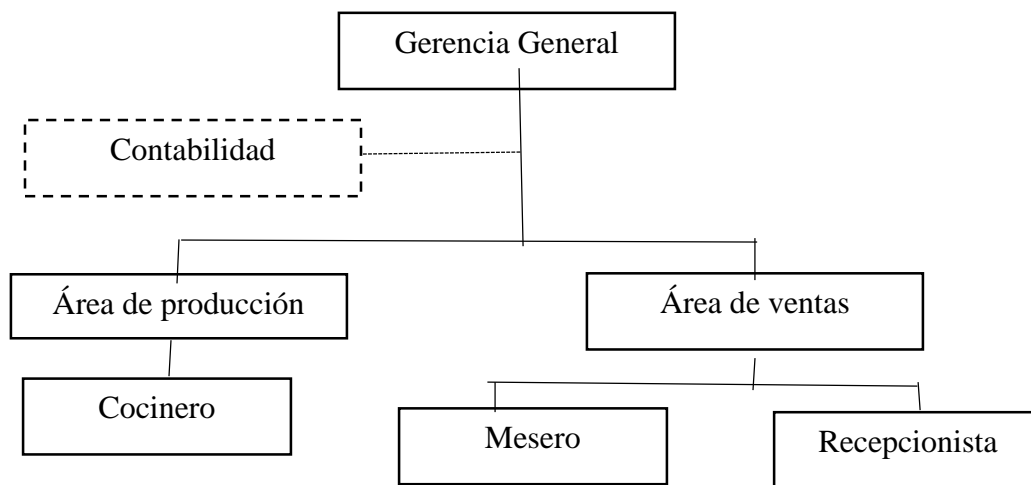 Gerencia General
Contabilidad
Área de producción
Área de ventas
Cocinero
Mesero
Recepcionista